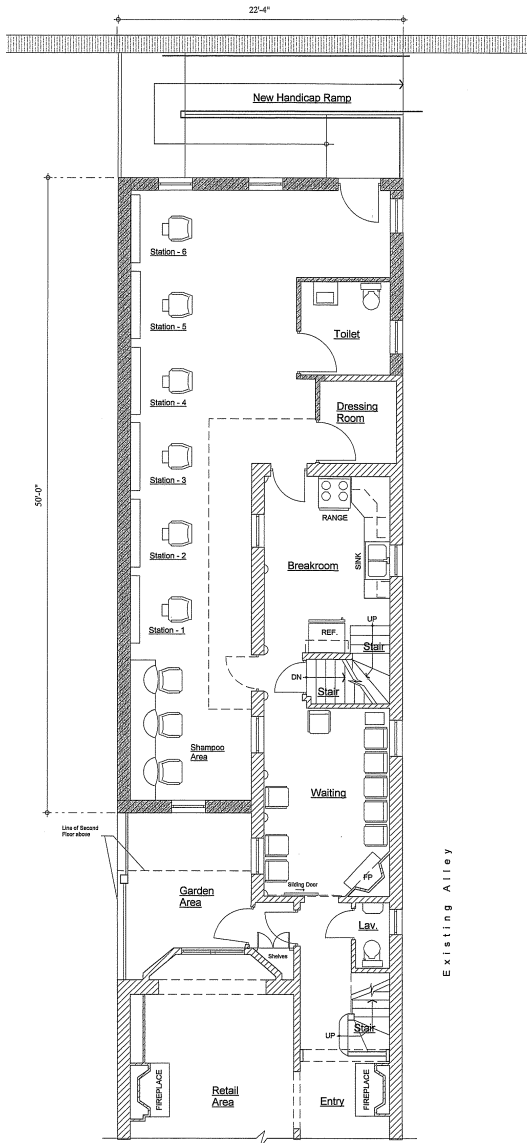 22'-4"
New Handicap Ramp
Station - 6
Station - 5
Toilet
Station - 4
Dressing
Room
50'-0"
Station - 3
RANGE
Station - 2
Breakroom
SINK
Station - 1
REF.
UP
Stair
DN
Stair
Shampoo
Area
Waiting
Line of Second
Floor above
FP
Garden
Area
Sliding Door
Lav.
Shelves
Existing Alley
Stair
UP
FIREPLACE
Retail
Area
Entry
FIREPLACE